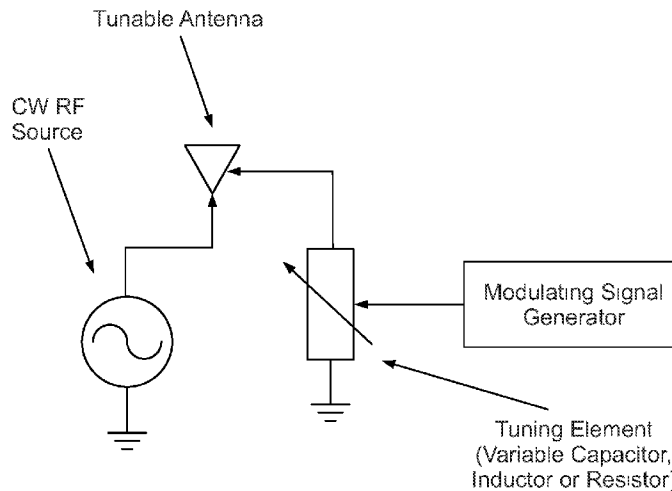 Tunable Antenna
CW RF
Source
Modulating Signal
Generator
Tuning Element
(Variable Capacitor,
Inductor or Resistor)